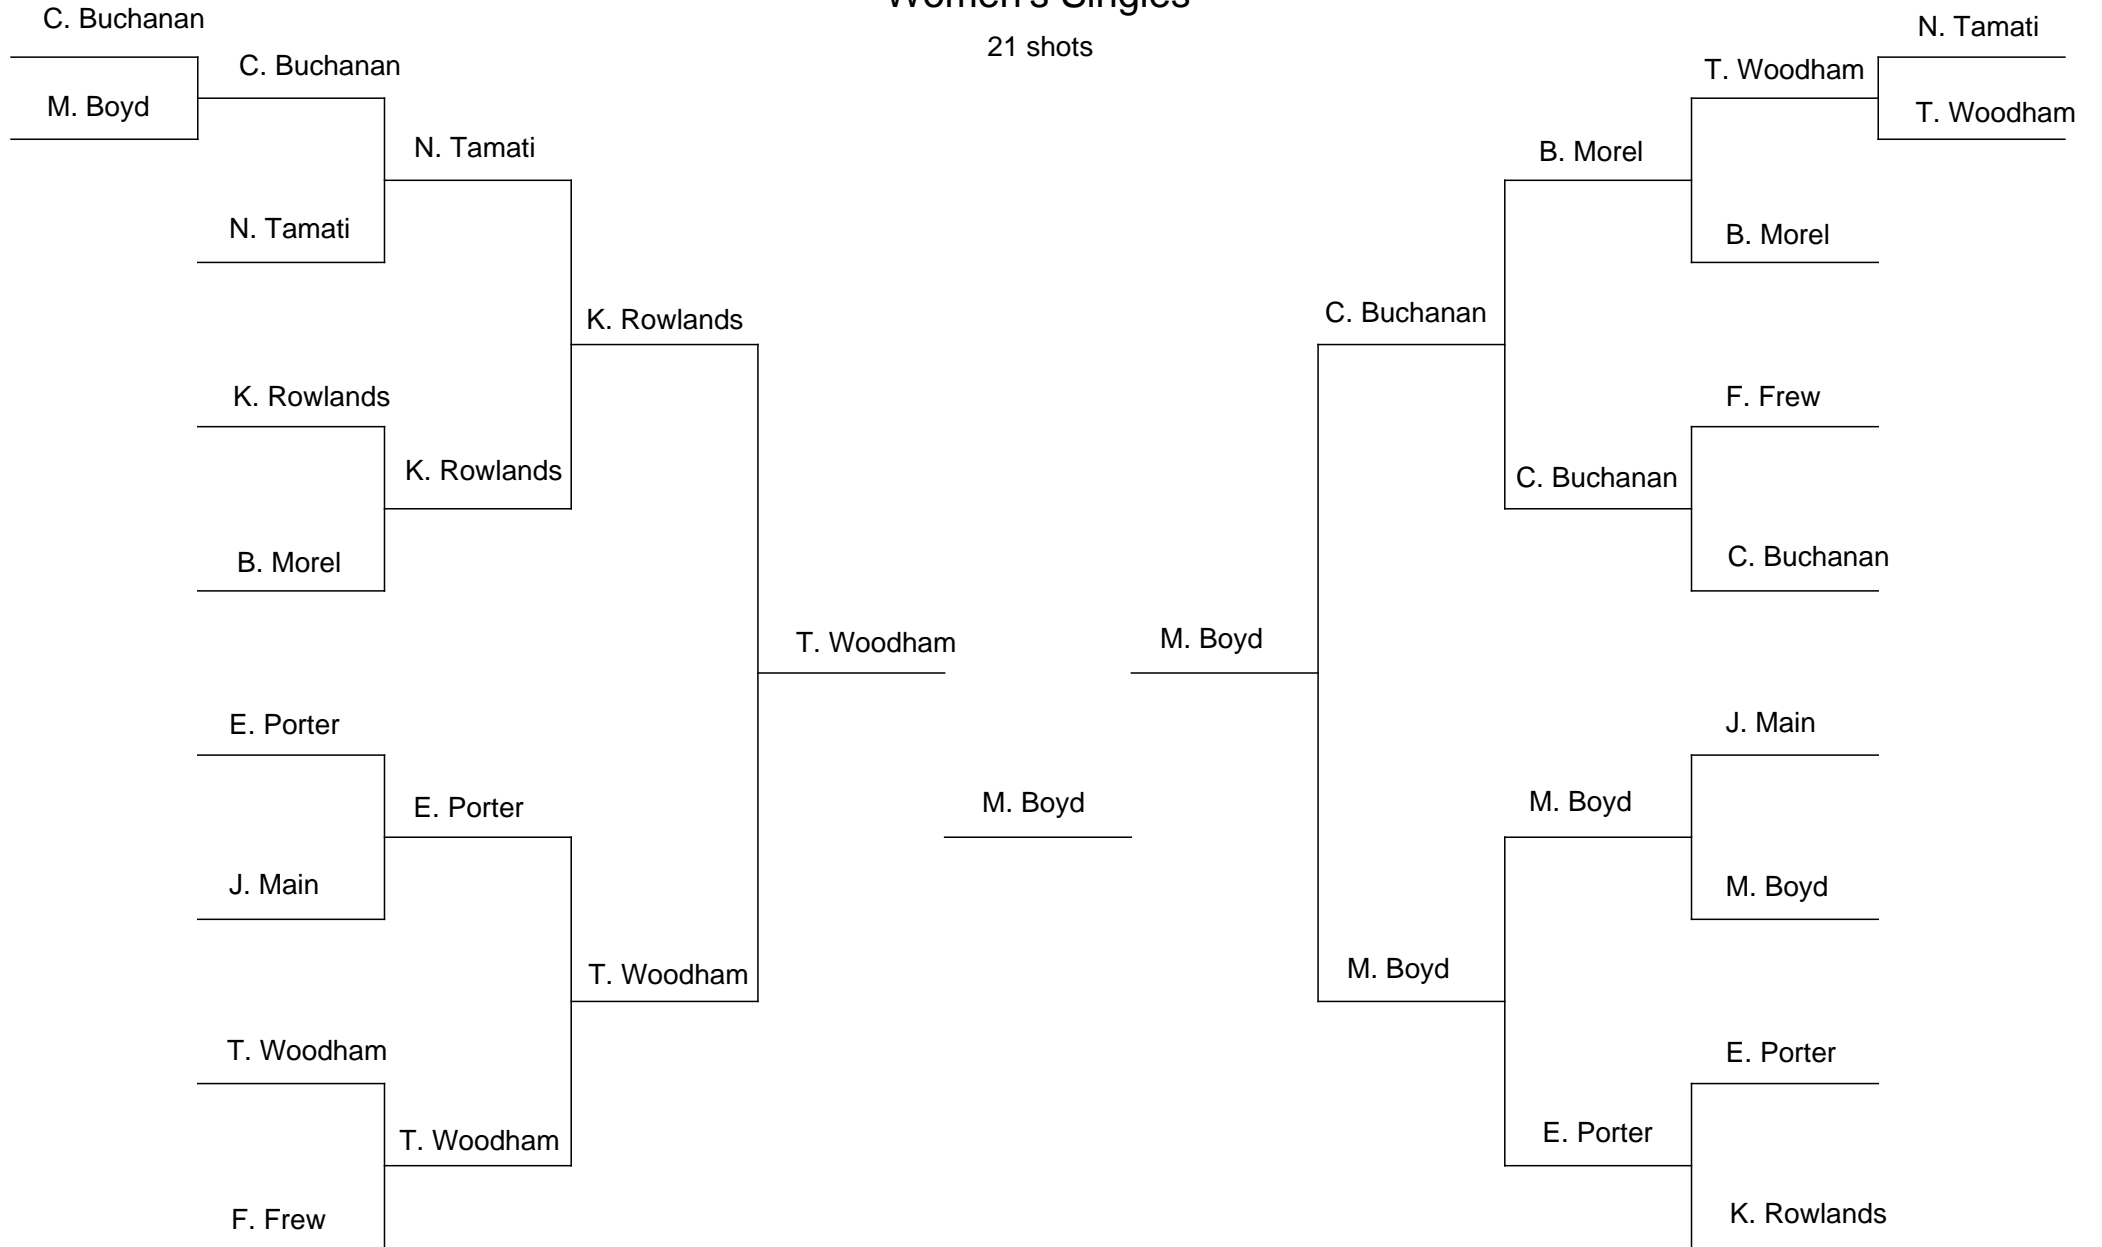 Women's Singles
21 shots
C. Buchanan
M. Boyd
C. Buchanan
N. Tamati
N. Tamati
K. Rowlands
B. Morel
K. Rowlands
K. Rowlands
E. Porter
J. Main
E. Porter
T. Woodham
F. Frew
T. Woodham
T. Woodham
T. Woodham
M. Boyd
M. Boyd
C. Buchanan
M. Boyd
B. Morel
C. Buchanan
M. Boyd
E. Porter
T. Woodham
B. Morel
F. Frew
C. Buchanan
J. Main
M. Boyd
E. Porter
K. Rowlands
N. Tamati
T. Woodham